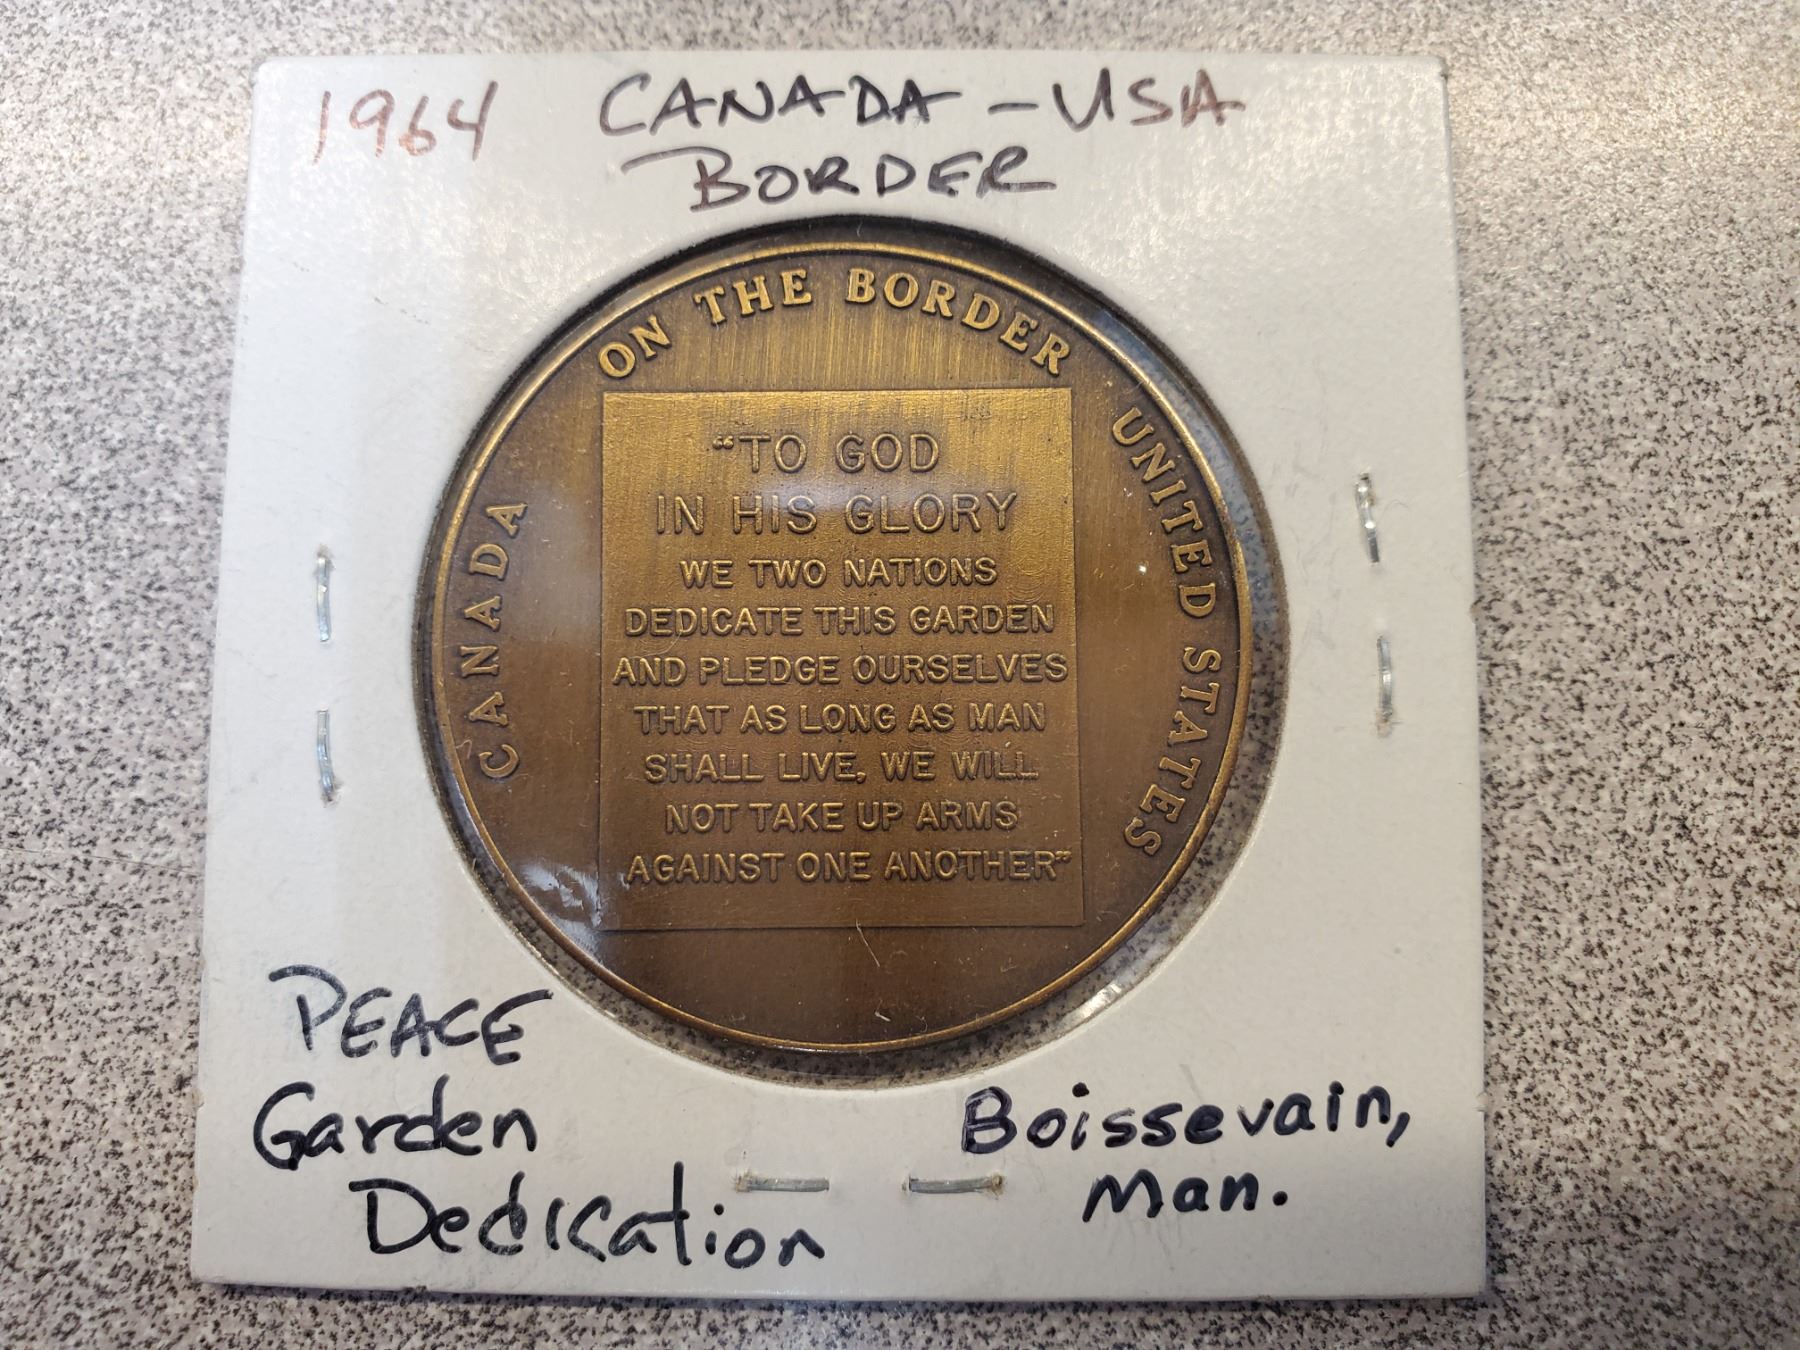 1964 CANADA - USA
BORDER
ON THE BORDER
CANADA
UNITED STATES
“TO GOD
IN HIS GLORY
WE TWO NATIONS
DEDICATE THIS GARDEN
AND PLEDGE OURSELVES
THAT AS LONG AS MAN
SHALL LIVE, WE WILL
NOT TAKE UP ARMS
AGAINST ONE ANOTHER”
PEACE
Garden
Dedication
Boissevain,
Man.